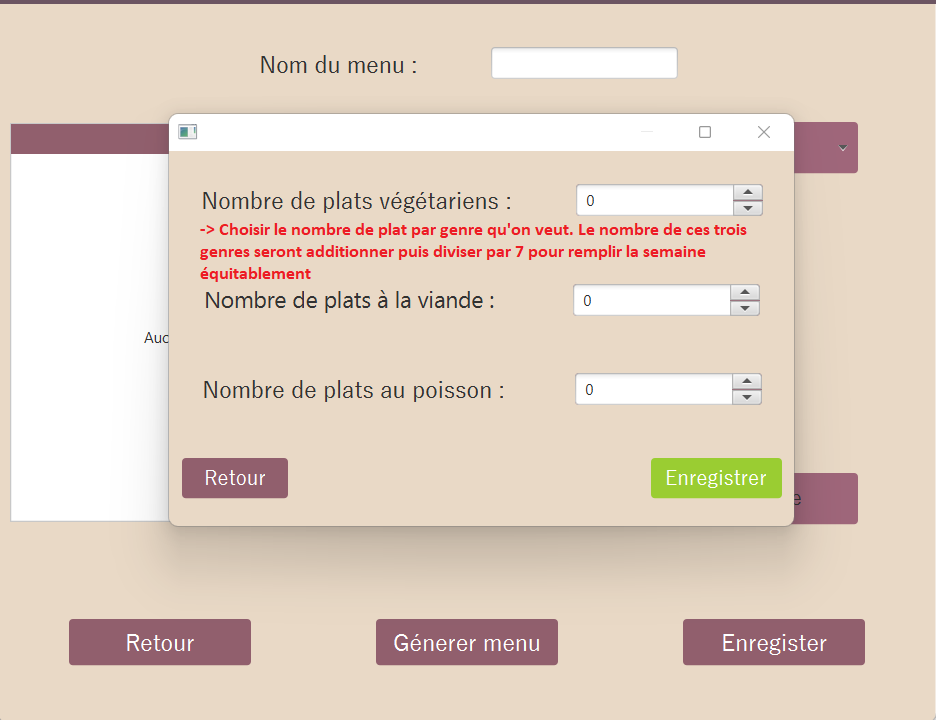 Nom du menu :
Nombre de plats végétariens :
0
-> Choisir le nombre de plat par genre qu'on veut. Le nombre de ces trois
genres seront additionner puis diviser par 7 pour remplir la semaine
équitablement
Nombre de plats à la viande :
0
Auc
Nombre de plats au poisson :
0
Retour
Enregistrer
e
Retour
Génerer menu
Enregister